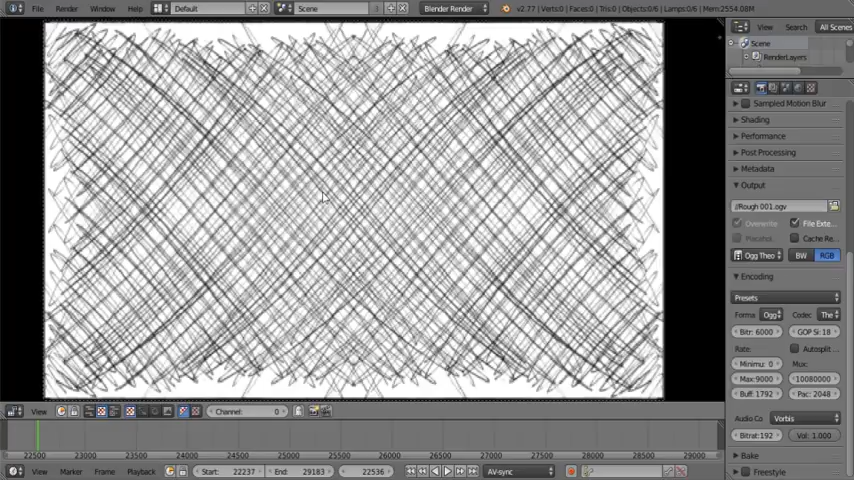 File Render Window Help Default Scene Blender Render v2.77 | Verts:0 | Faces:0 | Tris:0 | Objects:0/6 | Lamps:0/6 | Mem:2554.08M
View Search All Scenes
Scene
RenderLayers
Sampled Motion Blur
Shading
Performance
Post Processing
Metadata
Output
//Rough 001.ogv
Overwrite File Exte...
Placehol.. Cache Re...
Ogg Theo BW RGB
Encoding
Presets
Forma: Ogg Codec The
Bitr: 6000 GOP Si: 18
Rate: Autosplit ...
Minimu: 0 Mux:
Max:9000 10080000
Buff: 1792 Pac: 2048
Audio Co Vorbis
Bitrat:192 Vol: 1.000
Bake
Freestyle
View Channel: 0
22500 23000 23500 24000 24500 25000 25500 26000 26500 27000 27500 28000 28500 29000
View Marker Frame Playback Start: 22237 End: 29183 22536 AV-sync